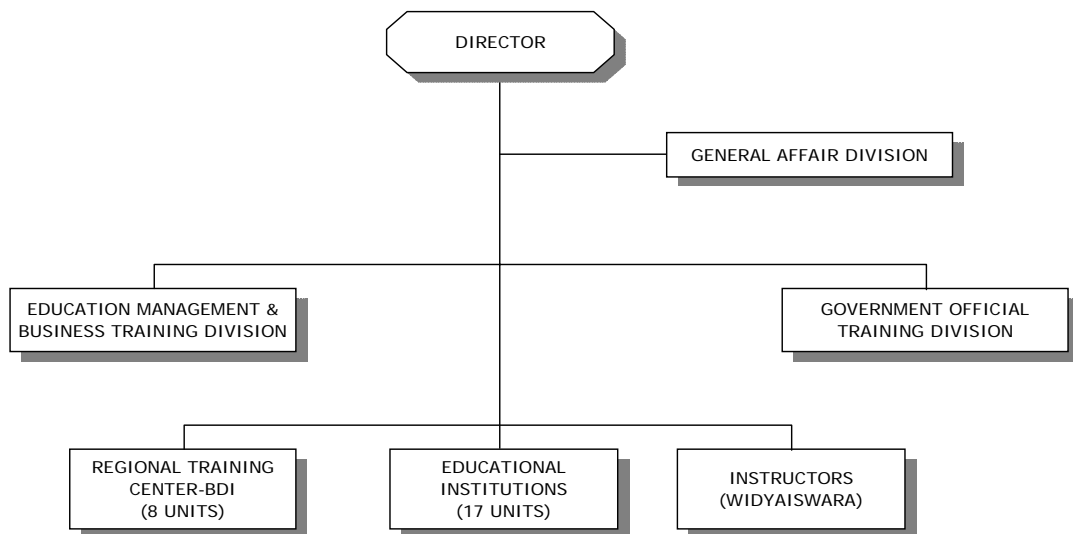 DIRECTOR
GENERAL AFFAIR DIVISION
EDUCATION MANAGEMENT &
BUSINESS TRAINING DIVISION
GOVERNMENT OFFICIAL
TRAINING DIVISION
REGIONAL TRAINING
CENTER-BDI
(8 UNITS)
EDUCATIONAL
INSTITUTIONS
(17 UNITS)
INSTRUCTORS
(WIDYAISWARA)